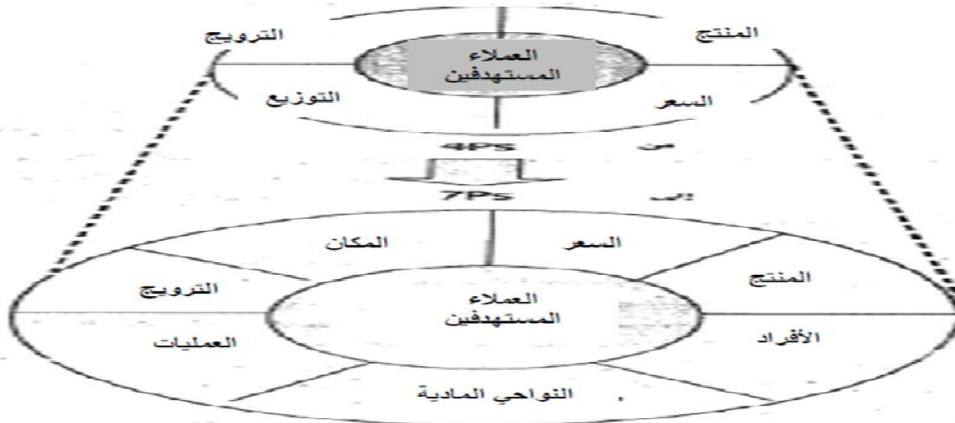 المنتج
الترويج
العملاء
المستهدفين
السعر
التوزيع
من 4Ps
إلى 7Ps
السعر
المكان
المنتج
الترويج
العملاء
المستهدفين
الأفراد
العمليات
النواحي المادية